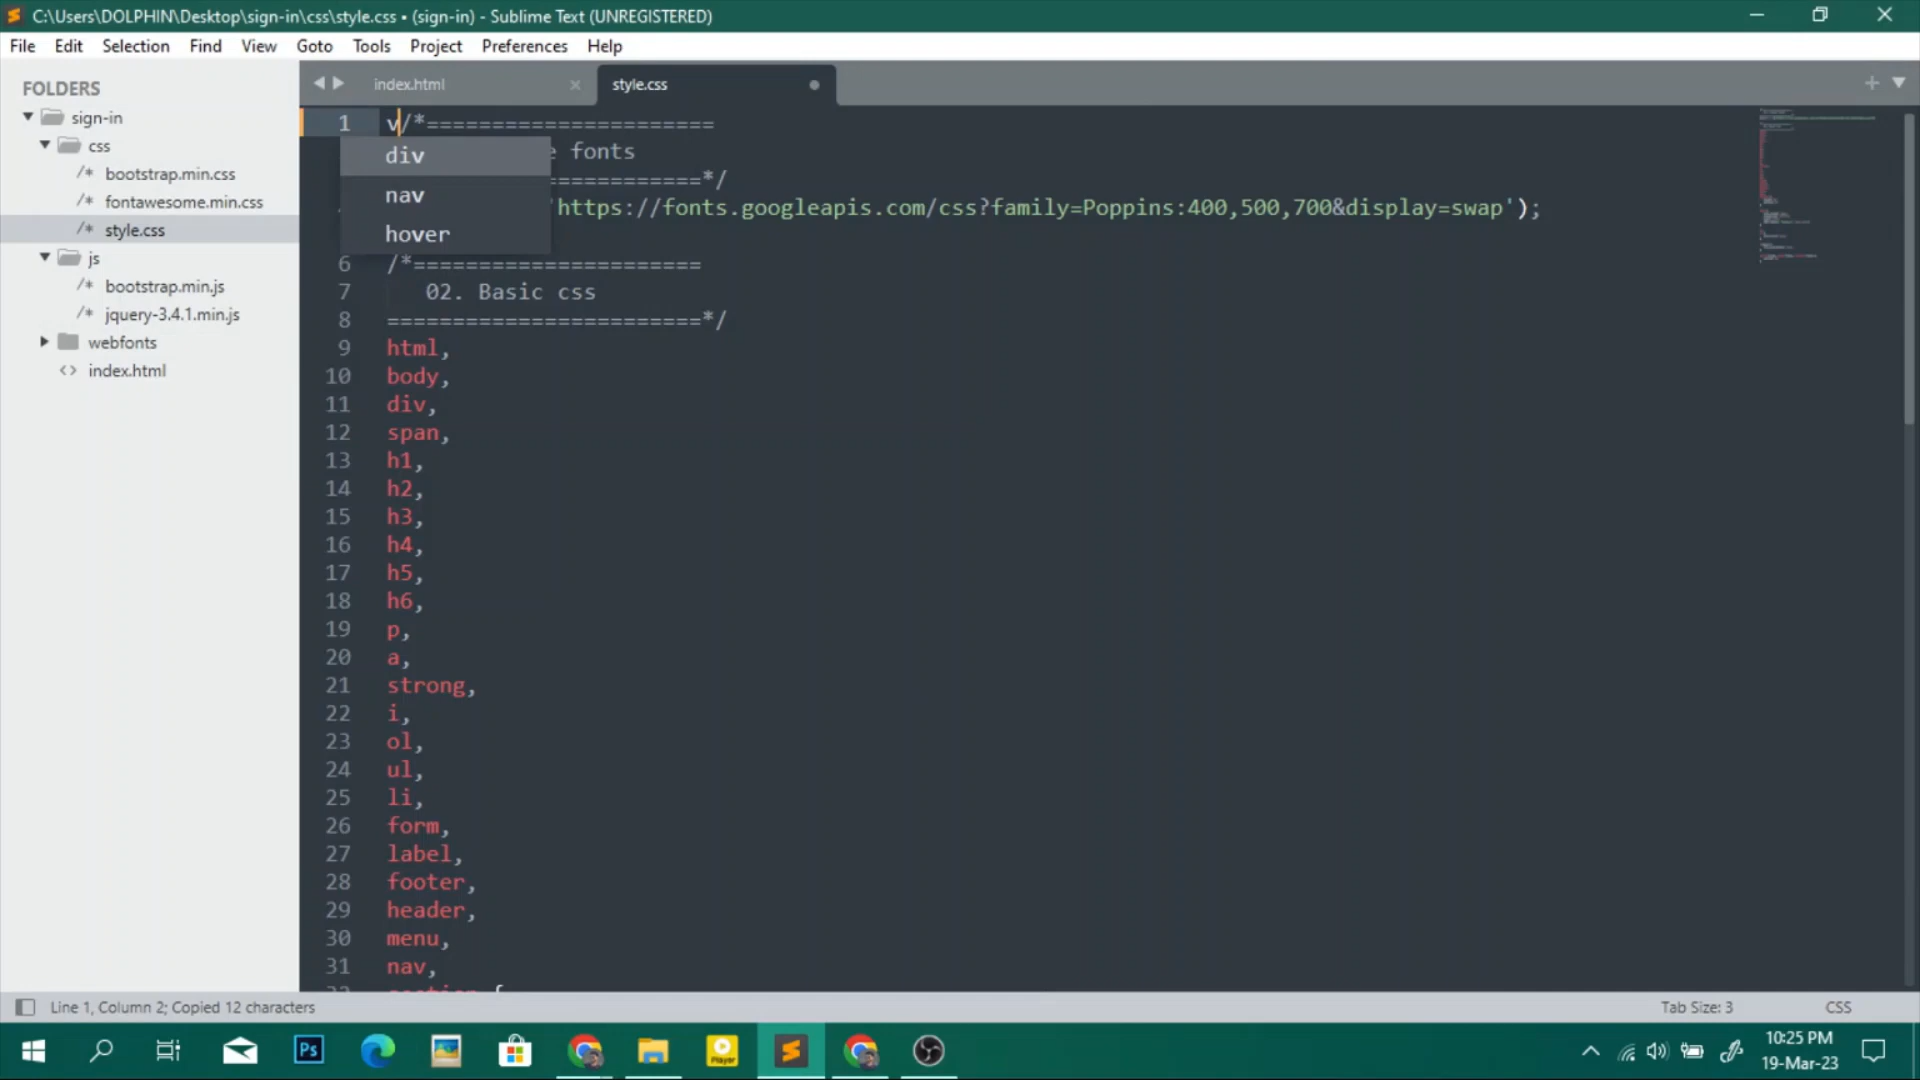 C:\Users\DOLPHIN\Desktop\sign-in\css\style.css • (sign-in) - Sublime Text (UNREGISTERED)
File Edit Selection Find View Goto Tools Project Preferences Help
FOLDERS
sign-in
css
/* bootstrap.min.css
/* fontawesome.min.css
/* style.css
js
/* bootstrap.min.js
/* jquery-3.4.1.min.js
webfonts
<> index.html
index.html
style.css
1 v/*======================
div
nav
hover
fonts
============*/
'https://fonts.googleapis.com/css?family=Poppins:400,500,700&display=swap');
6 /*======================
7 02. Basic css
8 ========================*/
9 html,
10 body,
11 div,
12 span,
13 h1,
14 h2,
15 h3,
16 h4,
17 h5,
18 h6,
19 p,
20 a,
21 strong,
22 i,
23 ol,
24 ul,
25 li,
26 form,
27 label,
28 footer,
29 header,
30 menu,
31 nav,
Line 1, Column 2; Copied 12 characters
Tab Size: 3
CSS
Ps
Player
10:25 PM
19-Mar-23